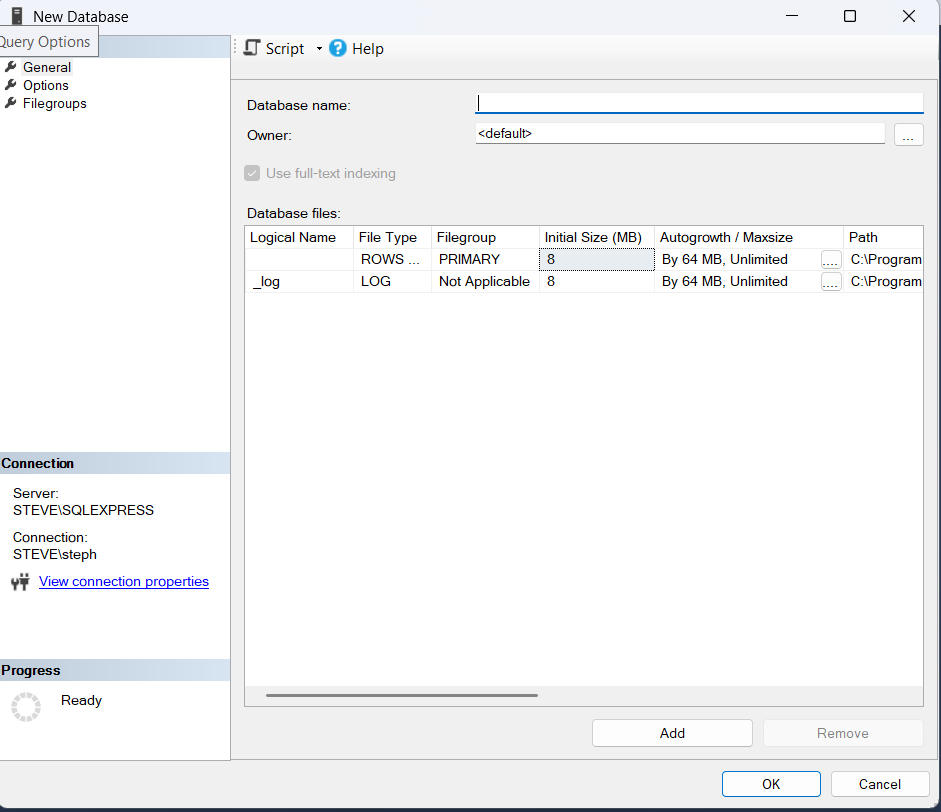 New Database
Query Options
General
Options
Filegroups
Script
Help
Database name:
Owner:
<default>
...
Use full-text indexing
Database files:
Logical Name File Type Filegroup Initial Size (MB) Autogrowth / Maxsize Path
ROWS ... PRIMARY 8 By 64 MB, Unlimited .... C:\Program
_log LOG Not Applicable 8 By 64 MB, Unlimited .... C:\Program
Connection
Server:
STEVE\SQLEXPRESS
Connection:
STEVE\steph
View connection properties
Progress
Ready
Add Remove
OK Cancel